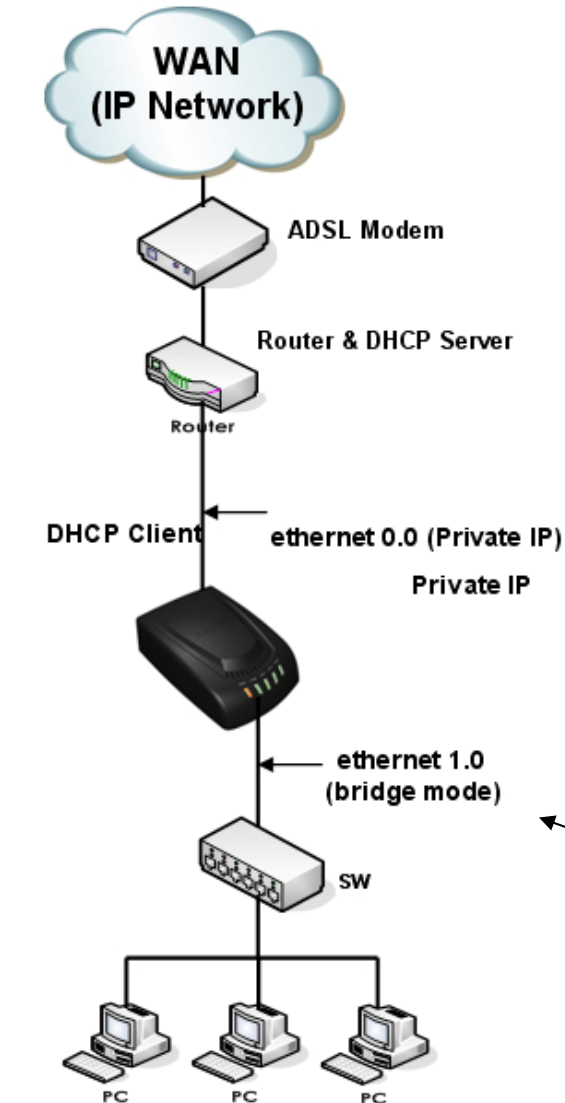 WAN
(IP Network)
ADSL Modem
Router & DHCP Server
Router
DHCP Client
ethernet 0.0 (Private IP)
Private IP
ethernet 1.0
(bridge mode)
SW
PC
PC
PC